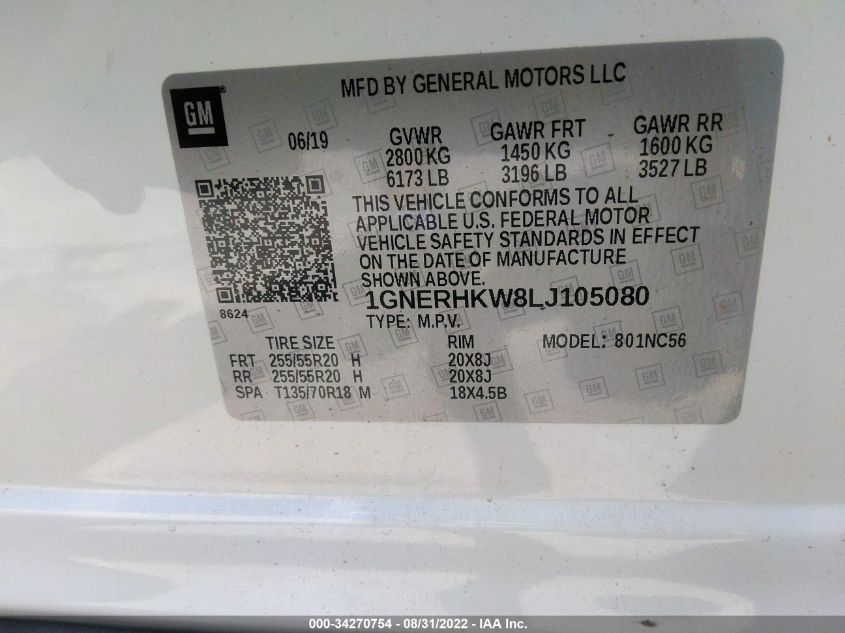 MFD BY GENERAL MOTORS LLC
GM
06/19
GVWR GAWR FRT GAWR RR
2800 KG 1450 KG 1600 KG
6173 LB 3196 LB 3527 LB
THIS VEHICLE CONFORMS TO ALL
APPLICABLE U.S. FEDERAL MOTOR
VEHICLE SAFETY STANDARDS IN EFFECT
ON THE DATE OF MANUFACTURE
SHOWN ABOVE.
1GNERHKW8LJ105080
8624
TYPE: M.P.V.
TIRE SIZE RIM MODEL: 801NC56
FRT 255/55R20 H 20X8J
RR 255/55R20 H 20X8J
SPA T135/70R18 M 18X4.5B
000-34270754 - 08/31/2022 - IAA Inc.